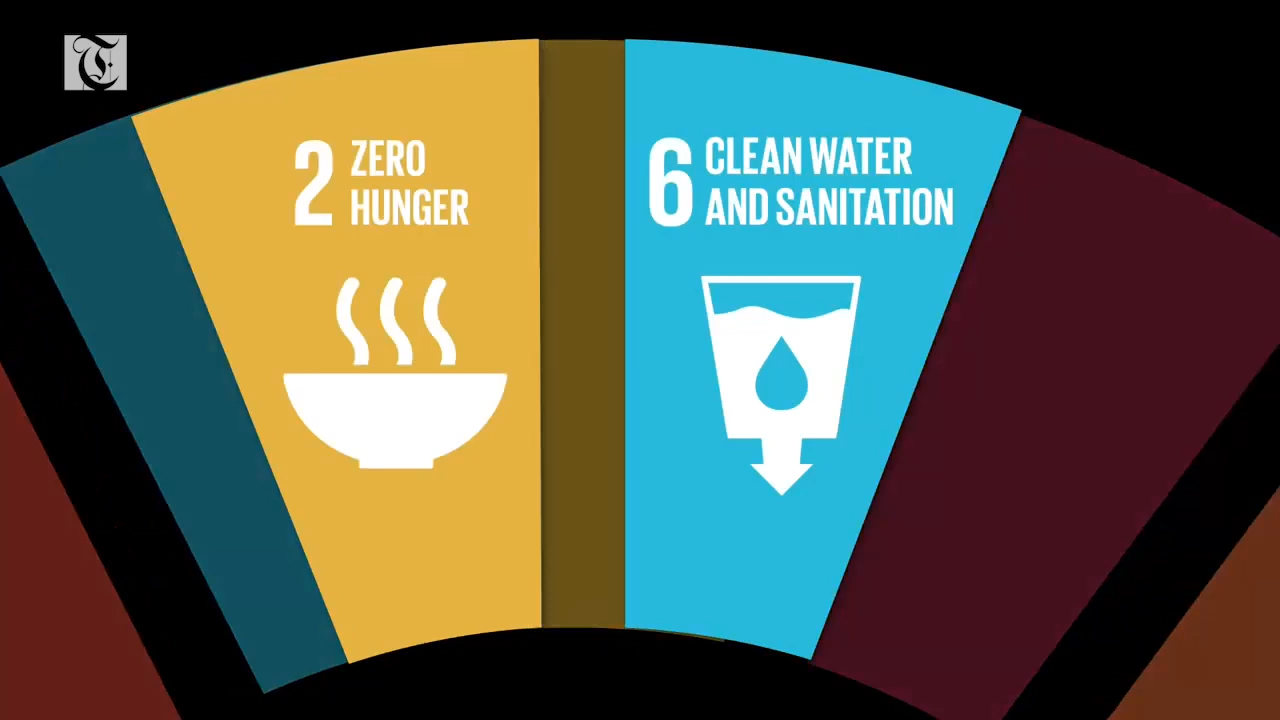 T
2 ZERO
HUNGER
6 CLEAN WATER
AND SANITATION